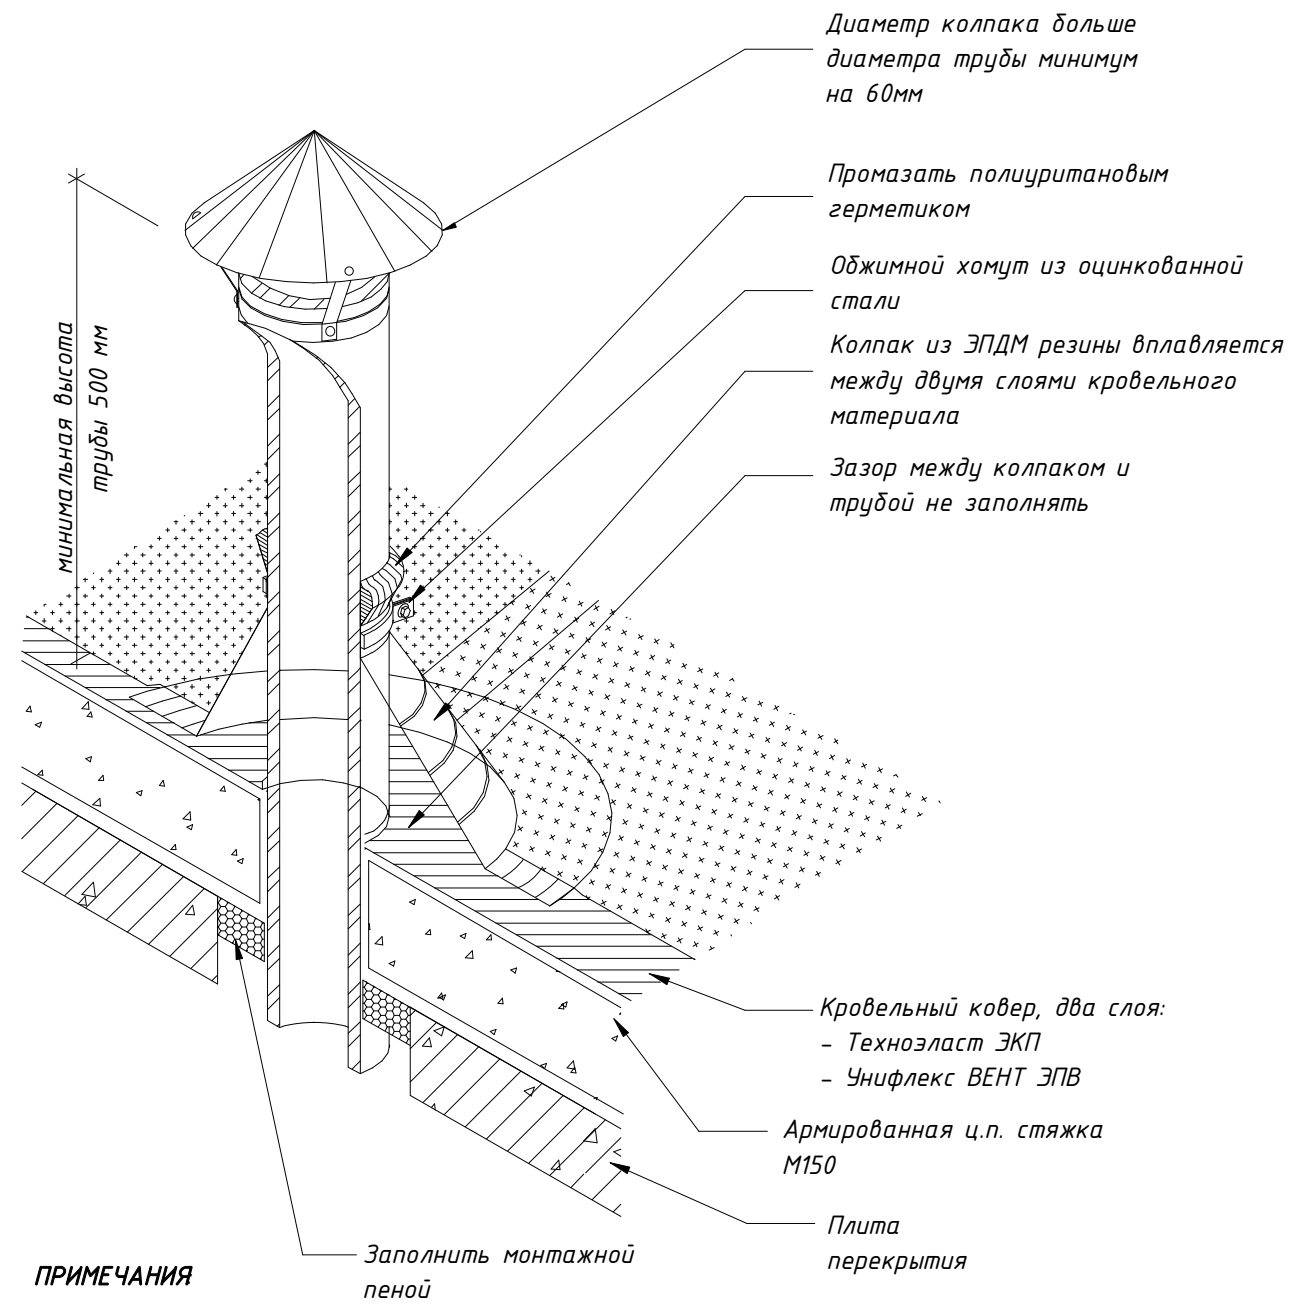 Диаметр колпака больше
диаметра трубы минимум
на 60мм
Промазать полиуритановым
герметиком
Обжимной хомут из оцинкованной
стали
Колпак из ЭПДМ резины вплавляется
между двумя слоями кровельного
материала
Зазор между колпаком и
трубой не заполнять
минимальная высота
трубы 500 мм
Кровельный ковер, два слоя:
- Техноэласт ЭКП
- Унифлекс ВЕНТ ЭПВ
Армированная ц.п. стяжка
М150
Плита
перекрытия
Заполнить монтажной
пеной
ПРИМЕЧАНИЯ